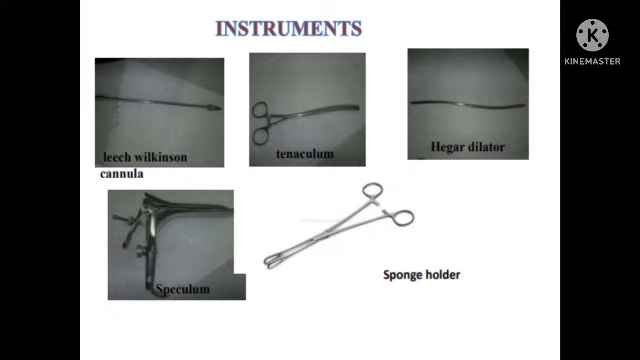 INSTRUMENTS
K
KINEMASTER
leech wilkinson
cannula
tenaculum
Hegar dilator
Speculum
Sponge holder